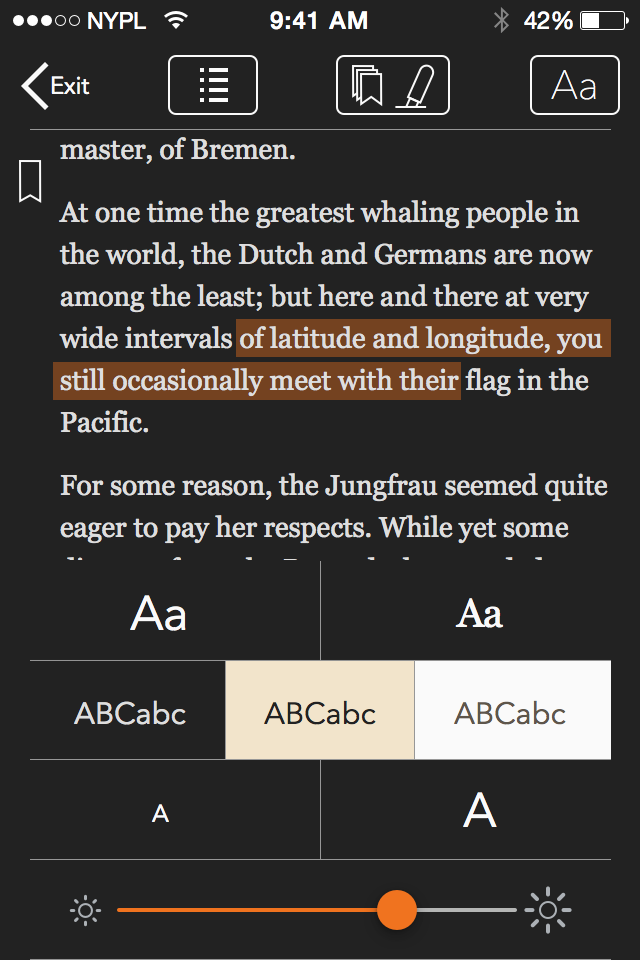 NYPL 9:41 AM 42%
Exit Aa
master, of Bremen.
At one time the greatest whaling people in
the world, the Dutch and Germans are now
among the least; but here and there at very
wide intervals of latitude and longitude, you
still occasionally meet with their flag in the
Pacific.
For some reason, the Jungfrau seemed quite
eager to pay her respects. While yet some
Aa Aa
ABCabc ABCabc ABCabc
A A